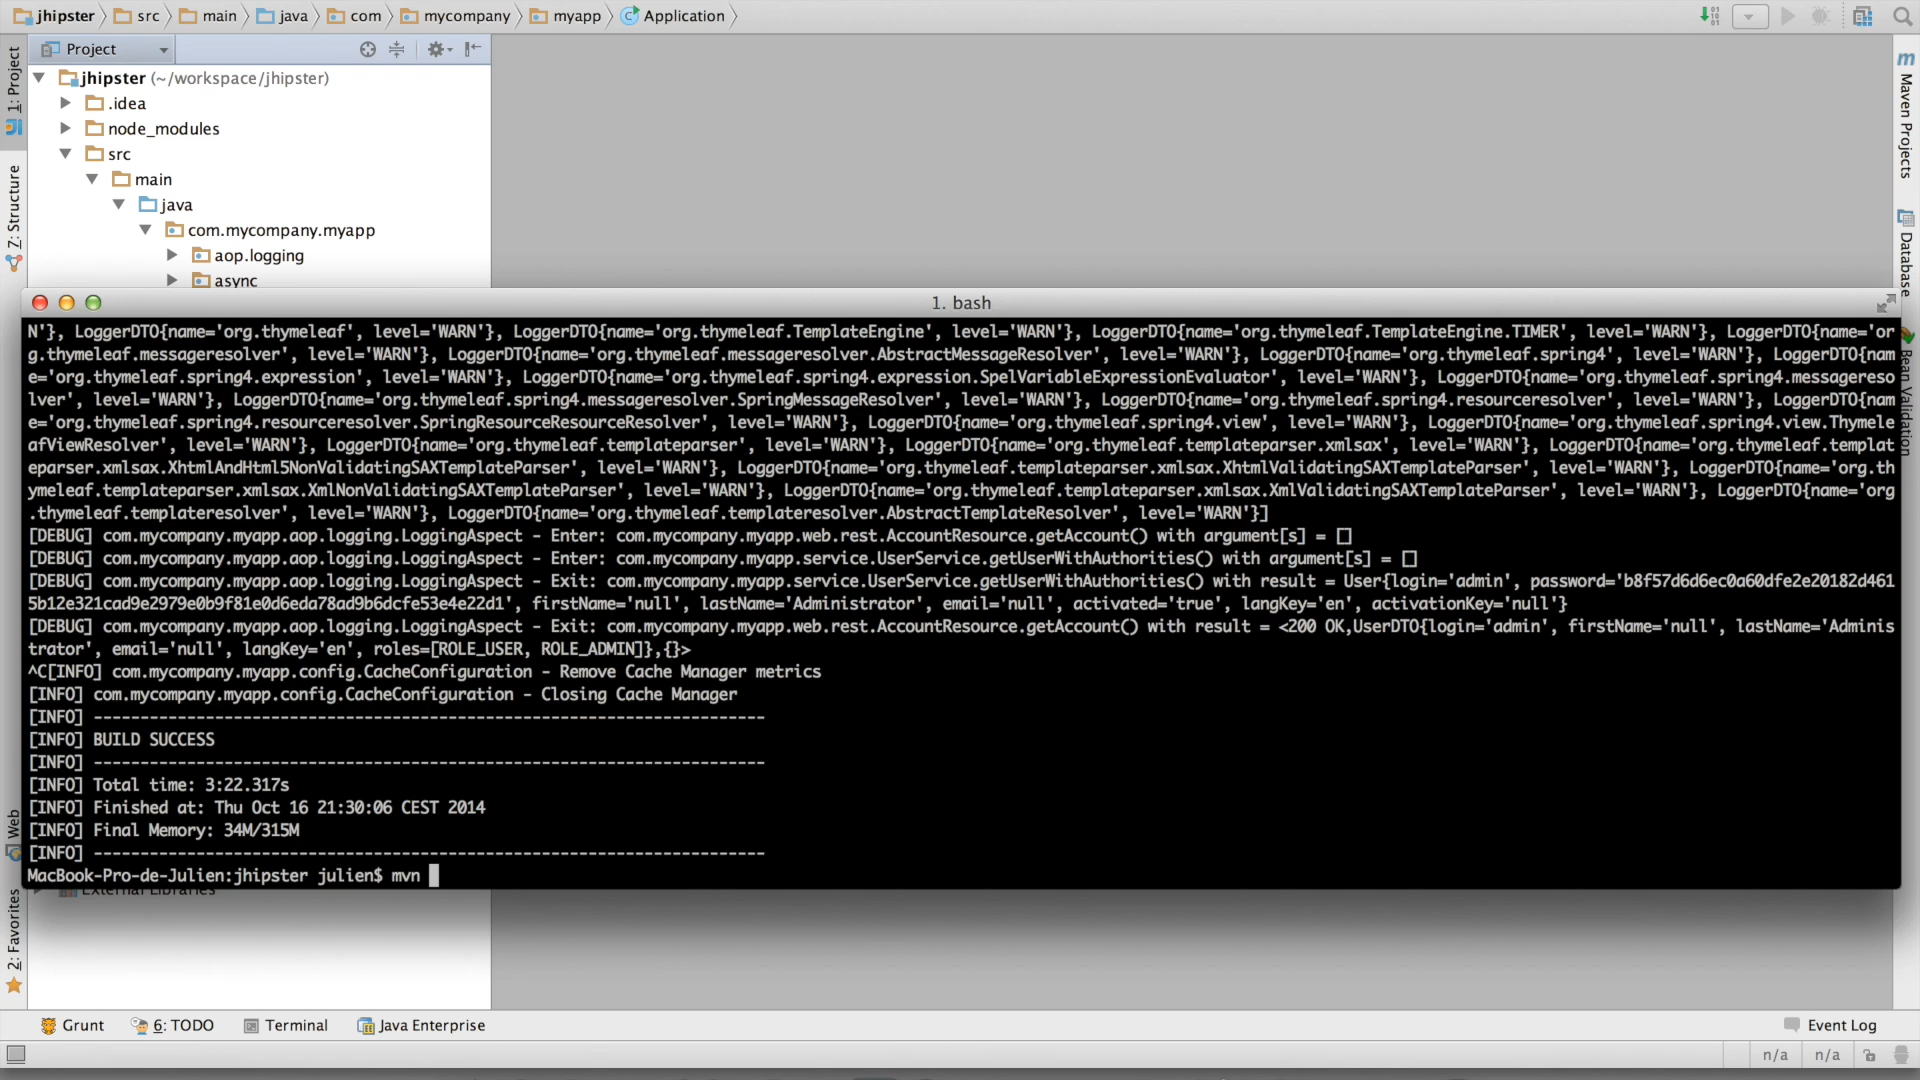 jhipster src main java com mycompany myapp Application
Project
jhipster (~/workspace/jhipster)
.idea
node_modules
src
main
java
com.mycompany.myapp
aop.logging
async
1: Project
7: Structure
Web
2: Favorites
Maven Projects
Database
Bean Validation
1. bash
N'}, LoggerDTO{name='org.thymeleaf', level='WARN'}, LoggerDTO{name='org.thymeleaf.TemplateEngine', level='WARN'}, LoggerDTO{name='org.thymeleaf.TemplateEngine.TIMER', level='WARN'}, LoggerDTO{name='or
g.thymeleaf.messageresolver', level='WARN'}, LoggerDTO{name='org.thymeleaf.messageresolver.AbstractMessageResolver', level='WARN'}, LoggerDTO{name='org.thymeleaf.spring4', level='WARN'}, LoggerDTO{nam
e='org.thymeleaf.spring4.expression', level='WARN'}, LoggerDTO{name='org.thymeleaf.spring4.expression.SpelVariableExpressionEvaluator', level='WARN'}, LoggerDTO{name='org.thymeleaf.spring4.messagereso
lver', level='WARN'}, LoggerDTO{name='org.thymeleaf.spring4.messageresolver.SpringMessageResolver', level='WARN'}, LoggerDTO{name='org.thymeleaf.spring4.resourceresolver', level='WARN'}, LoggerDTO{nam
e='org.thymeleaf.spring4.resourceresolver.SpringResourceResourceResolver', level='WARN'}, LoggerDTO{name='org.thymeleaf.spring4.view', level='WARN'}, LoggerDTO{name='org.thymeleaf.spring4.view.Thymele
afViewResolver', level='WARN'}, LoggerDTO{name='org.thymeleaf.templateparser', level='WARN'}, LoggerDTO{name='org.thymeleaf.templateparser.xmlsax', level='WARN'}, LoggerDTO{name='org.thymeleaf.templat
eparser.xmlsax.XhtmlAndHtml5NonValidatingSAXTemplateParser', level='WARN'}, LoggerDTO{name='org.thymeleaf.templateparser.xmlsax.XhtmlValidatingSAXTemplateParser', level='WARN'}, LoggerDTO{name='org.th
ymeleaf.templateparser.xmlsax.XmlNonValidatingSAXTemplateParser', level='WARN'}, LoggerDTO{name='org.thymeleaf.templateparser.xmlsax.XmlValidatingSAXTemplateParser', level='WARN'}, LoggerDTO{name='org
.thymeleaf.templateresolver', level='WARN'}, LoggerDTO{name='org.thymeleaf.templateresolver.AbstractTemplateResolver', level='WARN'}]
[DEBUG] com.mycompany.myapp.aop.logging.LoggingAspect - Enter: com.mycompany.myapp.web.rest.AccountResource.getAccount() with argument[s] = []
[DEBUG] com.mycompany.myapp.aop.logging.LoggingAspect - Enter: com.mycompany.myapp.service.UserService.getUserWithAuthorities() with argument[s] = []
[DEBUG] com.mycompany.myapp.aop.logging.LoggingAspect - Exit: com.mycompany.myapp.service.UserService.getUserWithAuthorities() with result = User{login='admin', password='b8f57d6d6ec0a60dfe2e20182d461
5b12e321cad9e2979e0b9f81e0d6eda78ad9b6dcfe53e4e22d1', firstName='null', lastName='Administrator', email='null', activated='true', langKey='en', activationKey='null'}
[DEBUG] com.mycompany.myapp.aop.logging.LoggingAspect - Exit: com.mycompany.myapp.web.rest.AccountResource.getAccount() with result = <200 OK,UserDTO{login='admin', firstName='null', lastName='Adminis
trator', email='null', langKey='en', roles=[ROLE_USER, ROLE_ADMIN]},{}>
^C[INFO] com.mycompany.myapp.config.CacheConfiguration - Remove Cache Manager metrics
[INFO] com.mycompany.myapp.config.CacheConfiguration - Closing Cache Manager
[INFO] ------------------------------------------------------------------------
[INFO] BUILD SUCCESS
[INFO] ------------------------------------------------------------------------
[INFO] Total time: 3:22.317s
[INFO] Finished at: Thu Oct 16 21:30:06 CEST 2014
[INFO] Final Memory: 34M/315M
[INFO] ------------------------------------------------------------------------
MacBook-Pro-de-Julien:jhipster julien$ mvn
External Libraries
Grunt 6: TODO Terminal Java Enterprise Event Log
n/a n/a